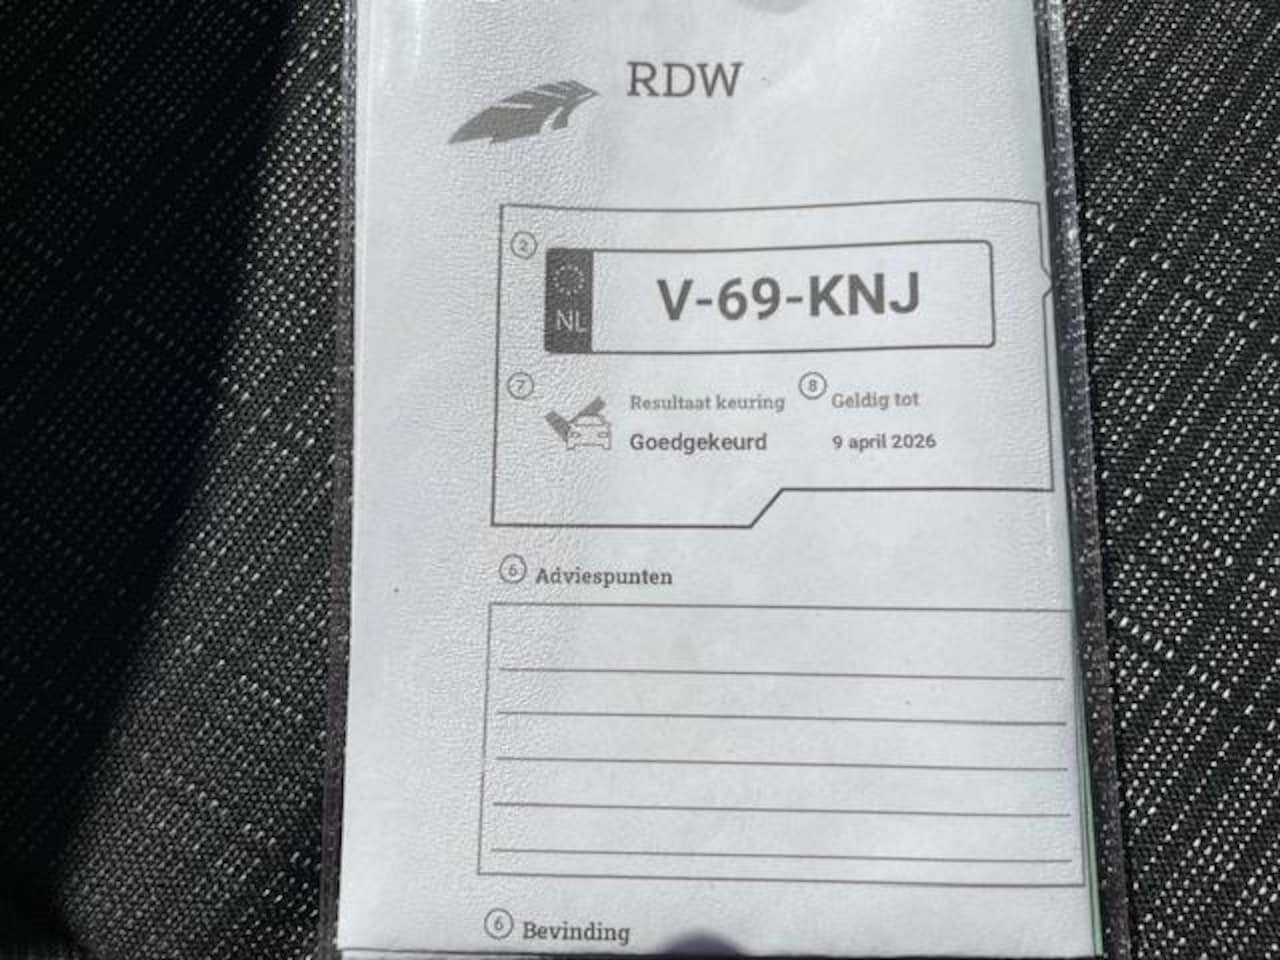 RDW
2
NL
V-69-KNJ
7
Resultaat keuring
8
Geldig tot
Goedgekeurd
9 april 2026
6 Adviespunten
6 Bevinding